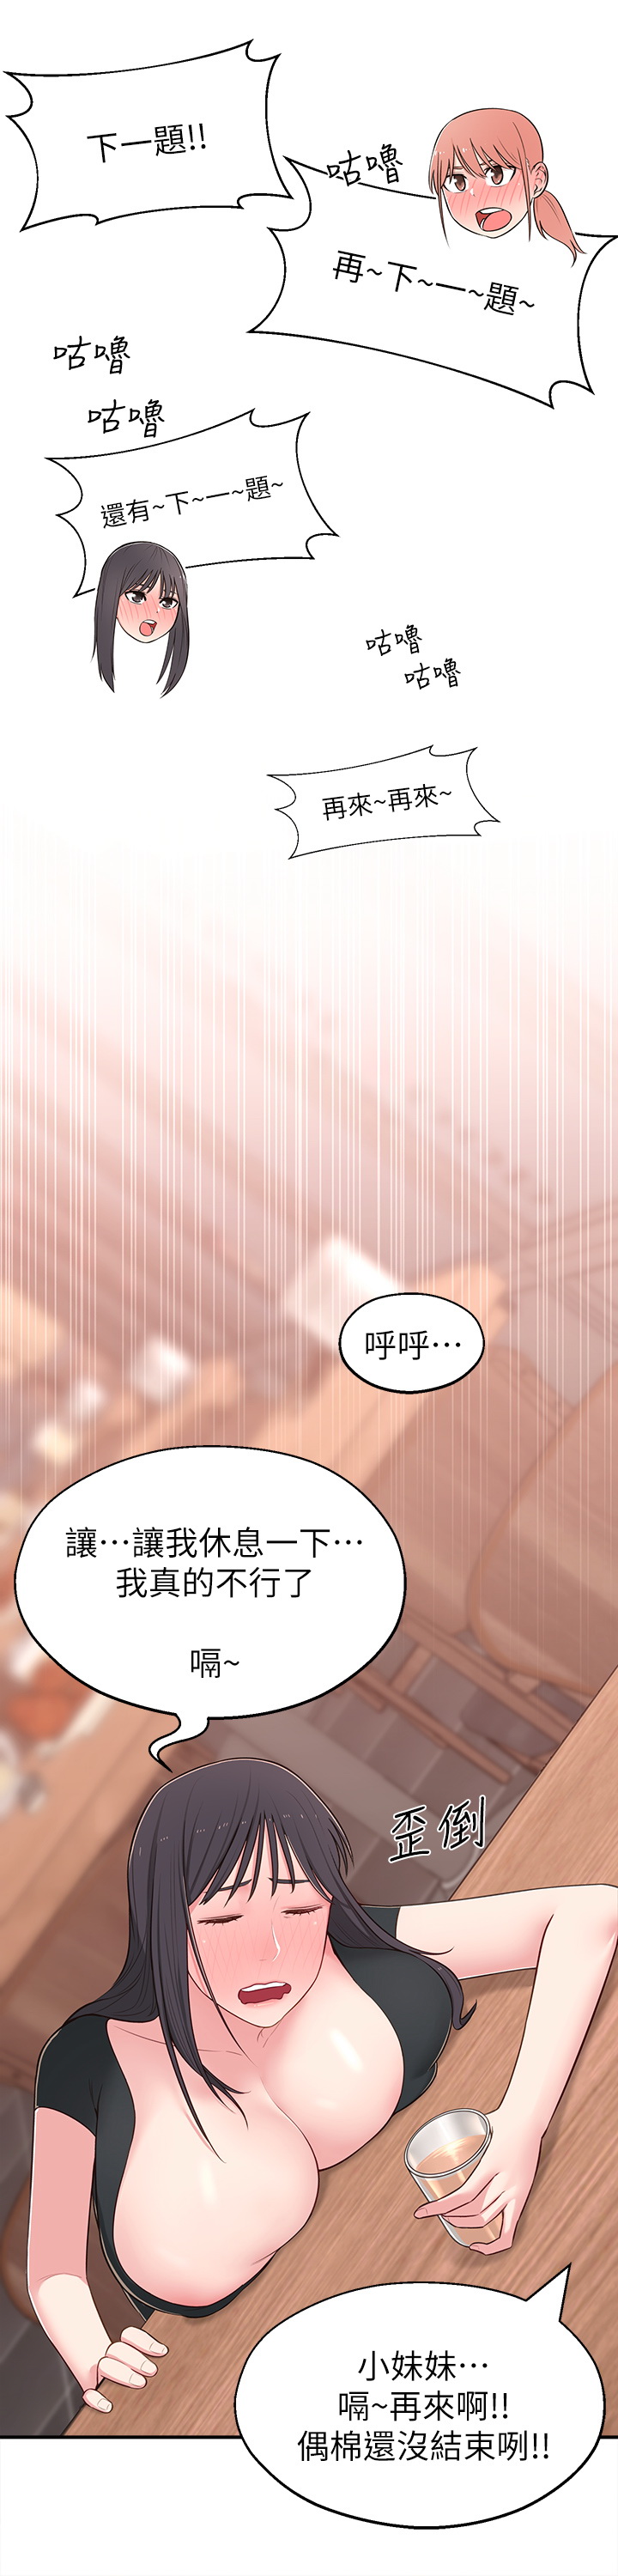 下一題!!
咕嚕
再~下~一~題~
咕嚕
咕嚕
還有~下~一~題~
咕嚕
咕嚕
再來~再來~
呼呼…
讓…讓我休息一下…
我真的不行了
嗝~
歪倒
小妹妹…
嗝~再來啊!!
偶棉還沒結束咧!!